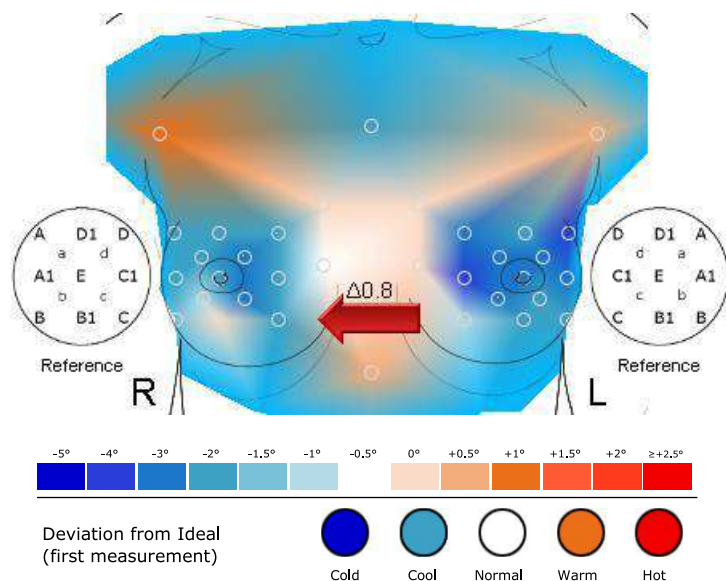 Δ0.8
A D1 D
a d
A1 E C1
b c
B B1 C
Reference
R
D D1 A
d a
C1 E A1
c b
C B1 B
Reference
L
-5° -4° -3° -2° -1.5° -1° -0.5° 0° +0.5° +1° +1.5° +2° ≥+2.5°
Deviation from Ideal
(first measurement)
Cold Cool Normal Warm Hot